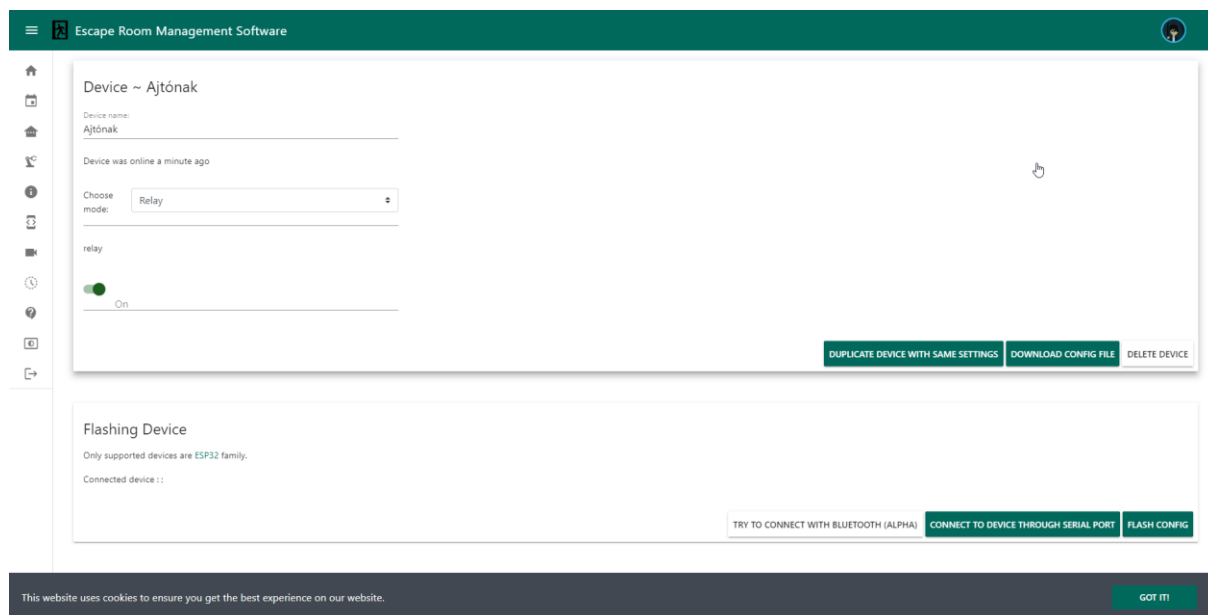 Escape Room Management Software
Device ~ Ajtónak
Device name:
Ajtónak
Device was online a minute ago
Choose
mode:
Relay
relay
On
DUPLICATE DEVICE WITH SAME SETTINGS
DOWNLOAD CONFIG FILE
DELETE DEVICE
Flashing Device
Only supported devices are ESP32 family.
Connected device : :
TRY TO CONNECT WITH BLUETOOTH (ALPHA)
CONNECT TO DEVICE THROUGH SERIAL PORT
FLASH CONFIG
This website uses cookies to ensure you get the best experience on our website.
GOT IT!